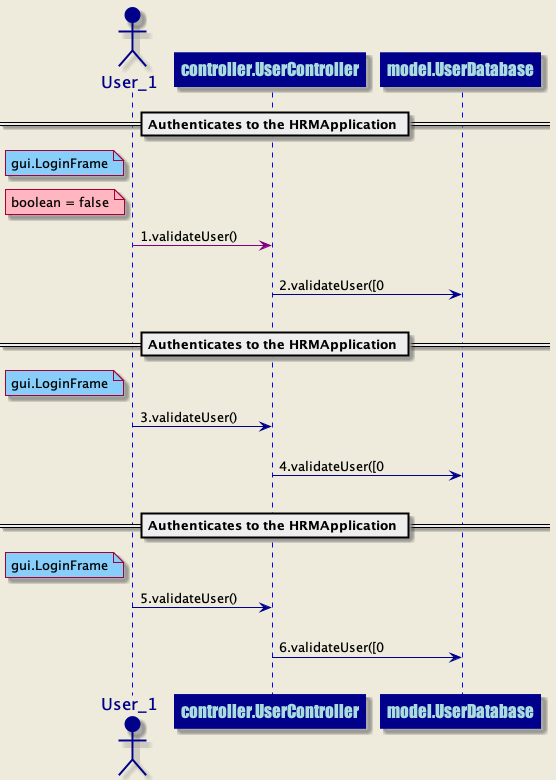 User_1
controller.UserController
model.UserDatabase
Authenticates to the HRMApplication
gui.LoginFrame
boolean = false
1.validateUser()
2.validateUser([0
Authenticates to the HRMApplication
gui.LoginFrame
3.validateUser()
4.validateUser([0
Authenticates to the HRMApplication
gui.LoginFrame
5.validateUser()
6.validateUser([0
User_1
controller.UserController
model.UserDatabase